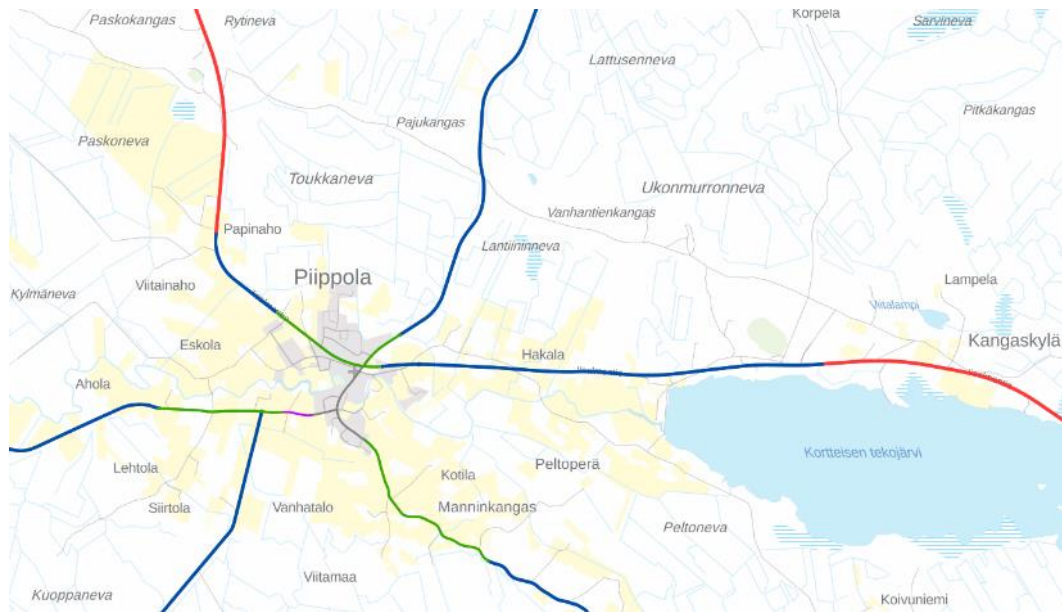 Paskokangas
Rytineva
Korpela
Sarvineva
Lattusenneva
Pitkäkangas
Pajukangas
Paskoneva
Toukkaneva
Ukonmurronneva
Vanhantienkangas
Papinaho
Lantiininneva
Piippola
Viitainaho
Kylmäneva
Lampela
Viitalampi
Kangaskylä
Eskola
Hakala
Ahola
Kortteisen tekojärvi
Lehtola
Kotila
Peltoperä
Siirtola
Vanhatalo
Manninkangas
Peltoneva
Viitamaa
Kuoppaneva
Koivuniemi